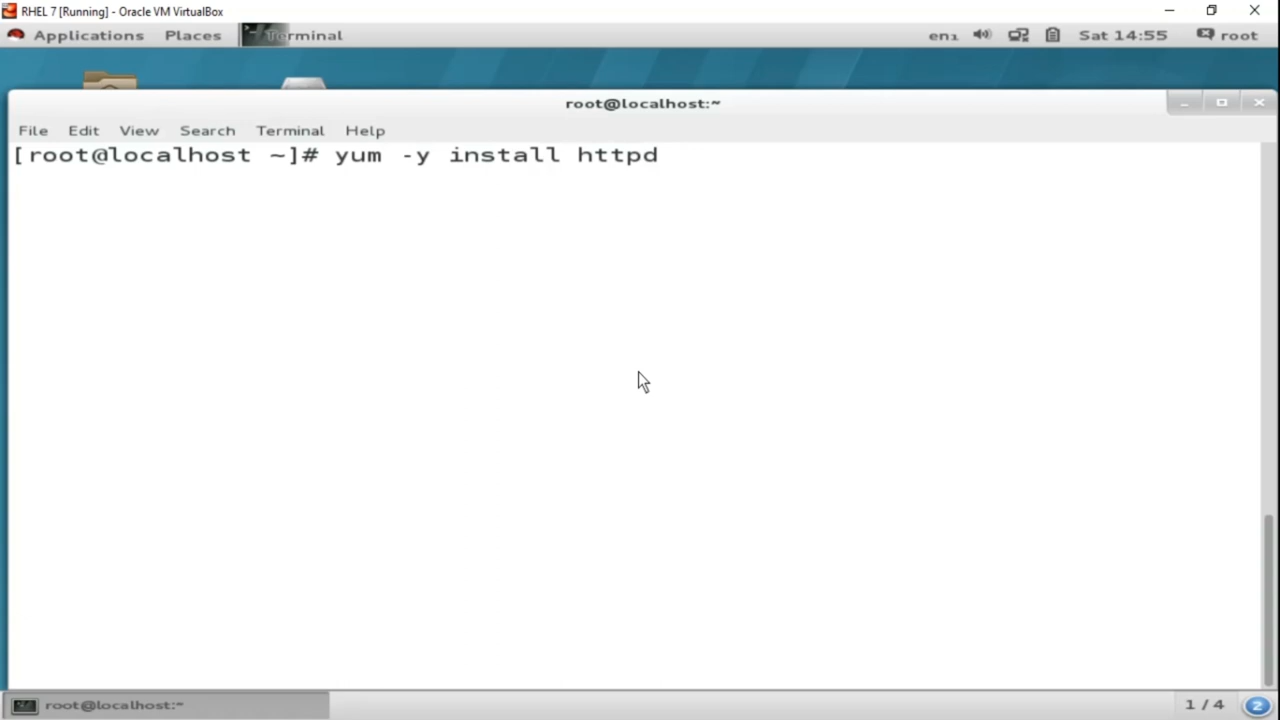 RHEL 7 [Running] - Oracle VM VirtualBox
Applications Places Terminal en1 Sat 14:55 root
root@localhost:~
File Edit View Search Terminal Help
[root@localhost ~]# yum -y install httpd
root@localhost:~ 1 / 4 2